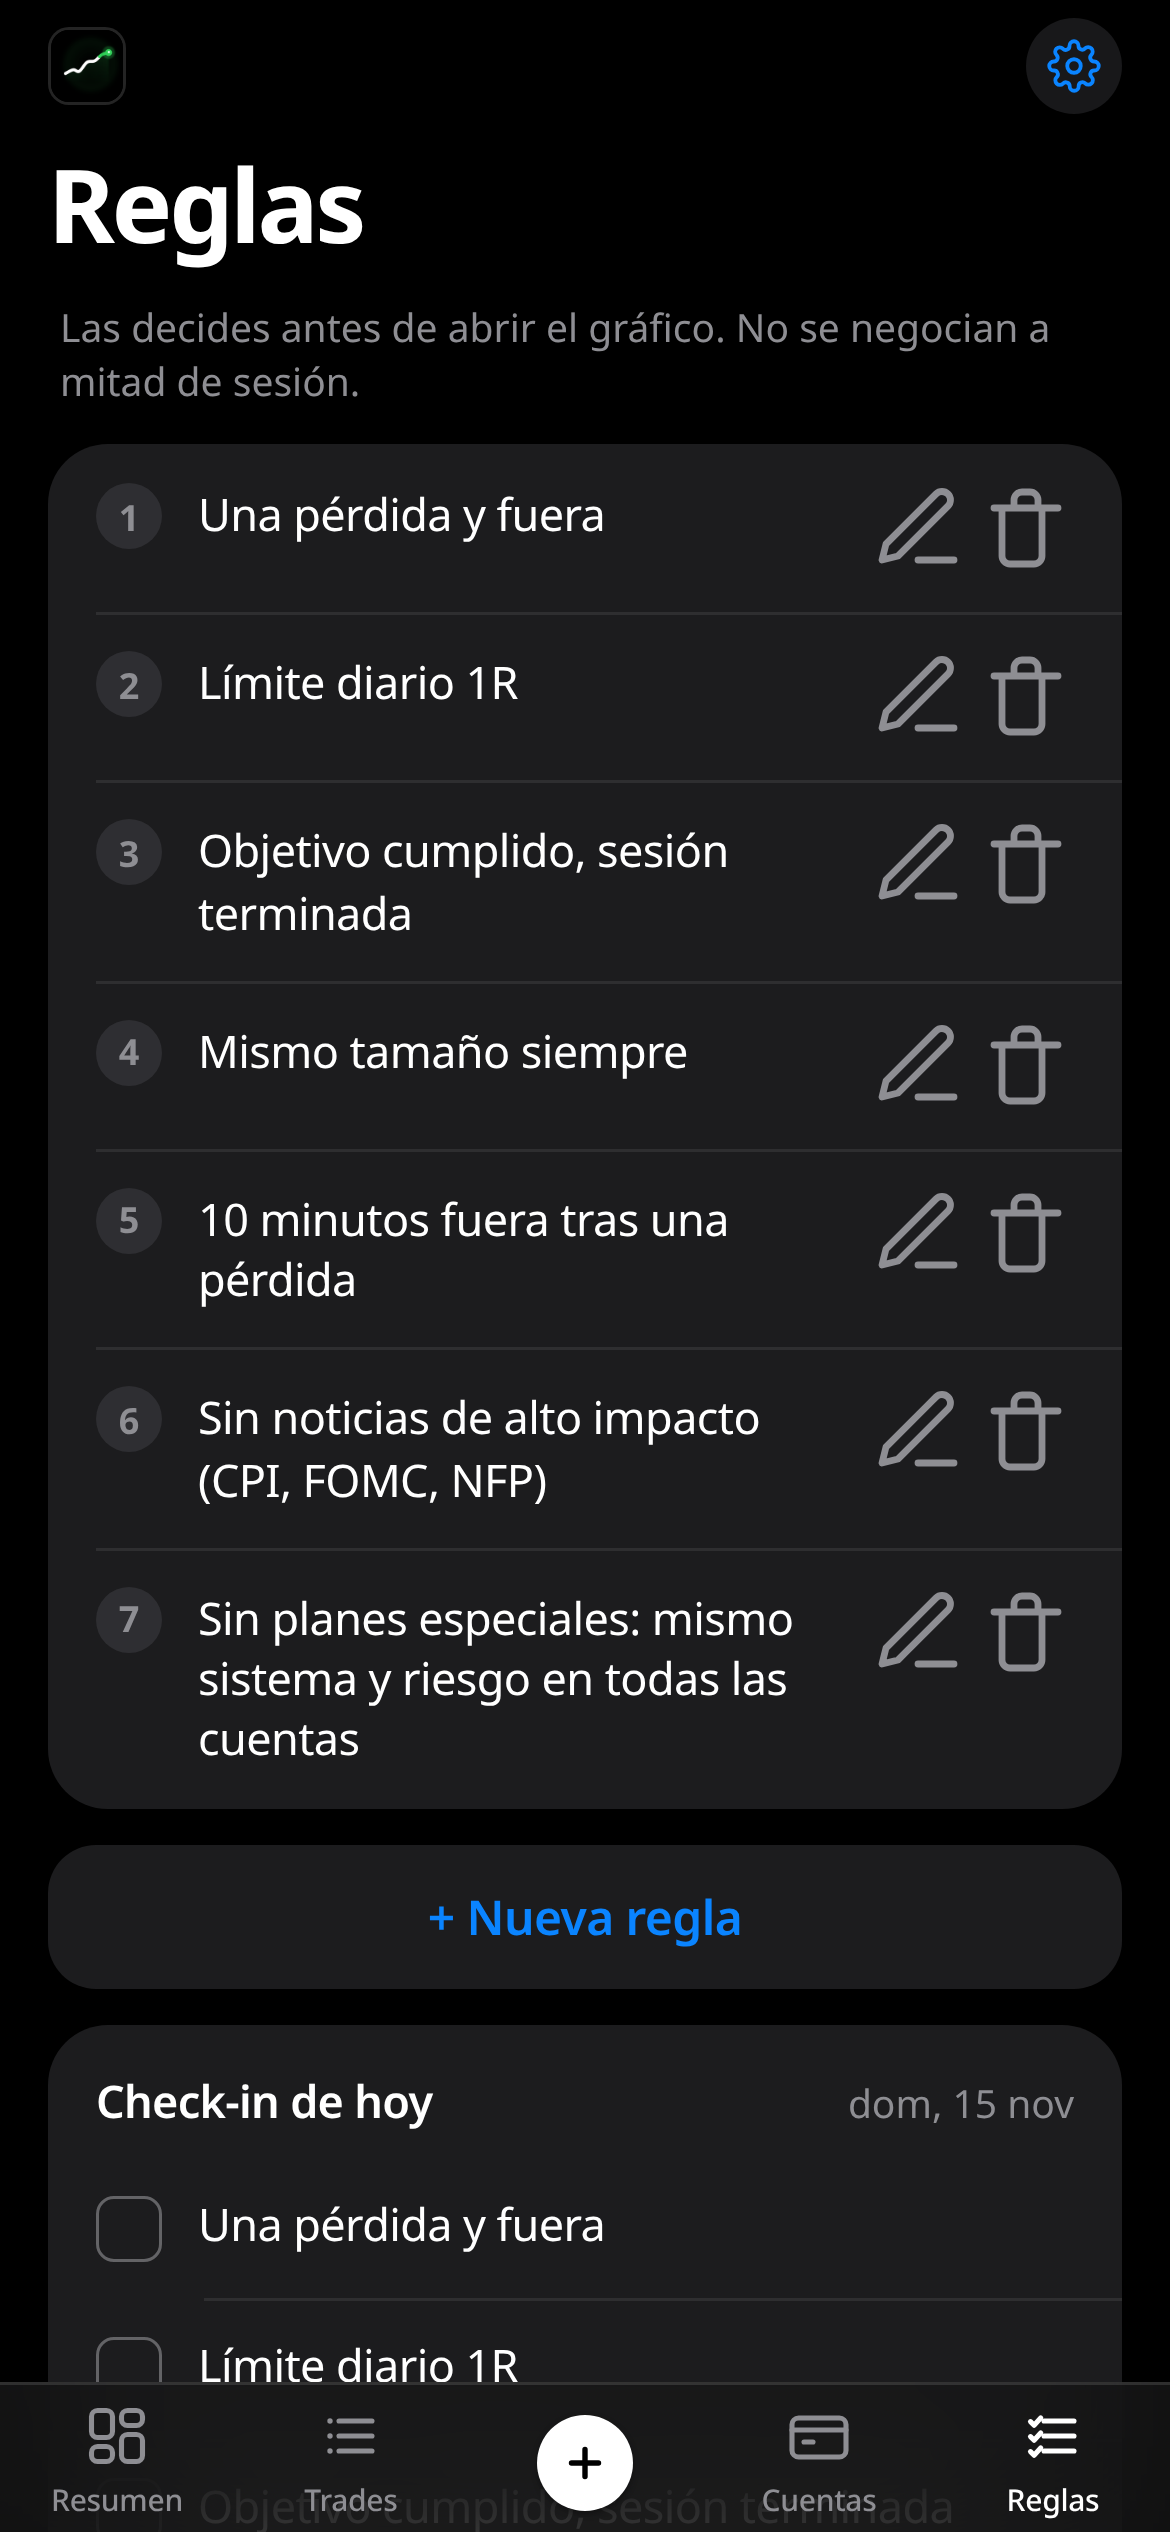 Reglas
Las decides antes de abrir el gráfico. No se negocian a
mitad de sesión.
1 Una pérdida y fuera
2 Límite diario 1R
3 Objetivo cumplido, sesión
terminada
4 Mismo tamaño siempre
5 10 minutos fuera tras una
pérdida
6 Sin noticias de alto impacto
(CPI, FOMC, NFP)
7 Sin planes especiales: mismo
sistema y riesgo en todas las
cuentas
+ Nueva regla
Check-in de hoy dom, 15 nov
Una pérdida y fuera
Límite diario 1R
Objetivo cumplido, sesión terminada
Resumen Trades + Cuentas Reglas